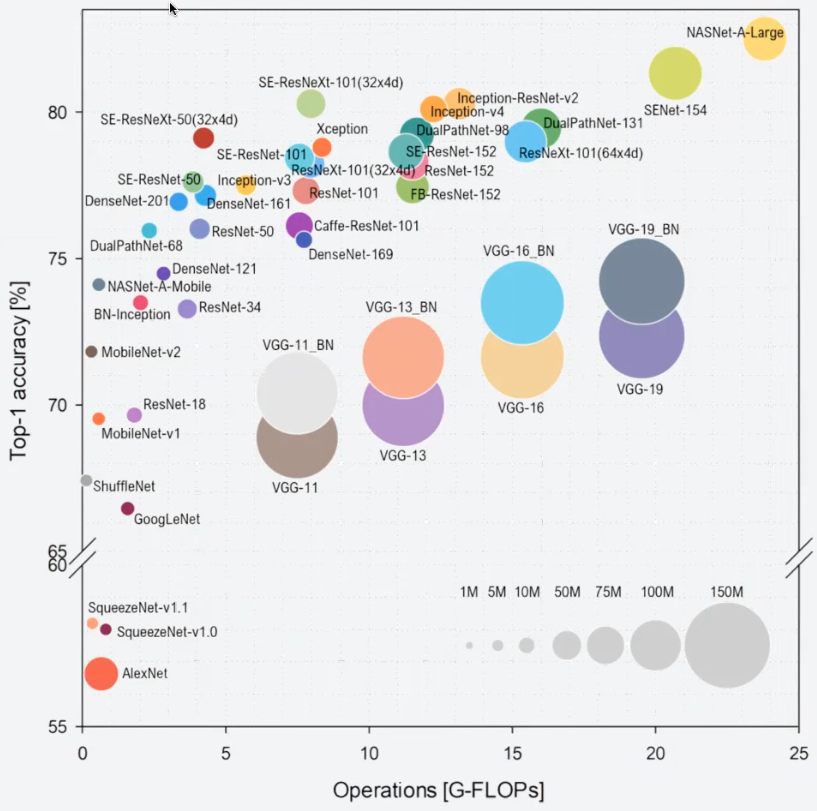 NASNet-A-Large
SE-ResNeXt-101(32x4d)
Inception-ResNet-v2
SENet-154
80
Inception-v4
SE-ResNeXt-50(32x4d)
Xception
DualPathNet-98
DualPathNet-131
SE-ResNet-101
SE-ResNet-152
ResNeXt-101(64x4d)
ResNeXt-101(32x4d)
ResNet-152
SE-ResNet-50
Inception-v3
ResNet-101
FB-ResNet-152
DenseNet-201
DenseNet-161
DualPathNet-68
ResNet-50
Caffe-ResNet-101
DenseNet-169
75
DenseNet-121
NASNet-A-Mobile
BN-Inception
ResNet-34
VGG-19_BN
VGG-16_BN
VGG-13_BN
VGG-11_BN
MobileNet-v2
VGG-19
VGG-16
70
ResNet-18
MobileNet-v1
VGG-13
VGG-11
ShuffleNet
GoogLeNet
65
60
1M 5M 10M 50M 75M 100M 150M
SqueezeNet-v1.1
SqueezeNet-v1.0
AlexNet
55
0 5 10 15 20 25
Operations [G-FLOPs]
Top-1 accuracy [%]